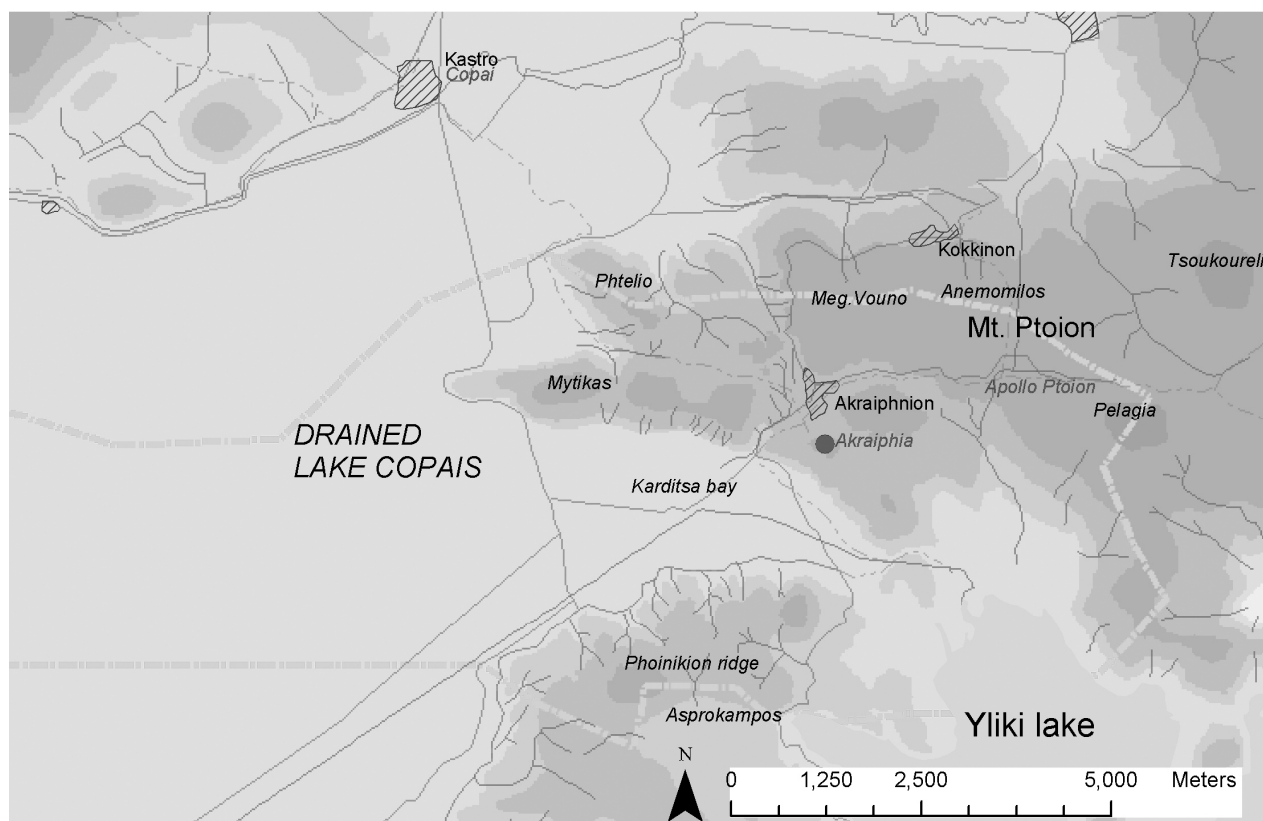 Kastro
Copai
Kokkinon
Tsoukoureli
Phtelio
Meg.Vouno
Anemomilos
Mt. Ptoion
Mytikas
Apollo Ptoion
Akraiphnion
Pelagia
DRAINED
LAKE COPAIS
Akraiphia
Karditsa bay
Phoinikion ridge
Asprokampos
Yliki lake
N
0 1,250 2,500 5,000 Meters